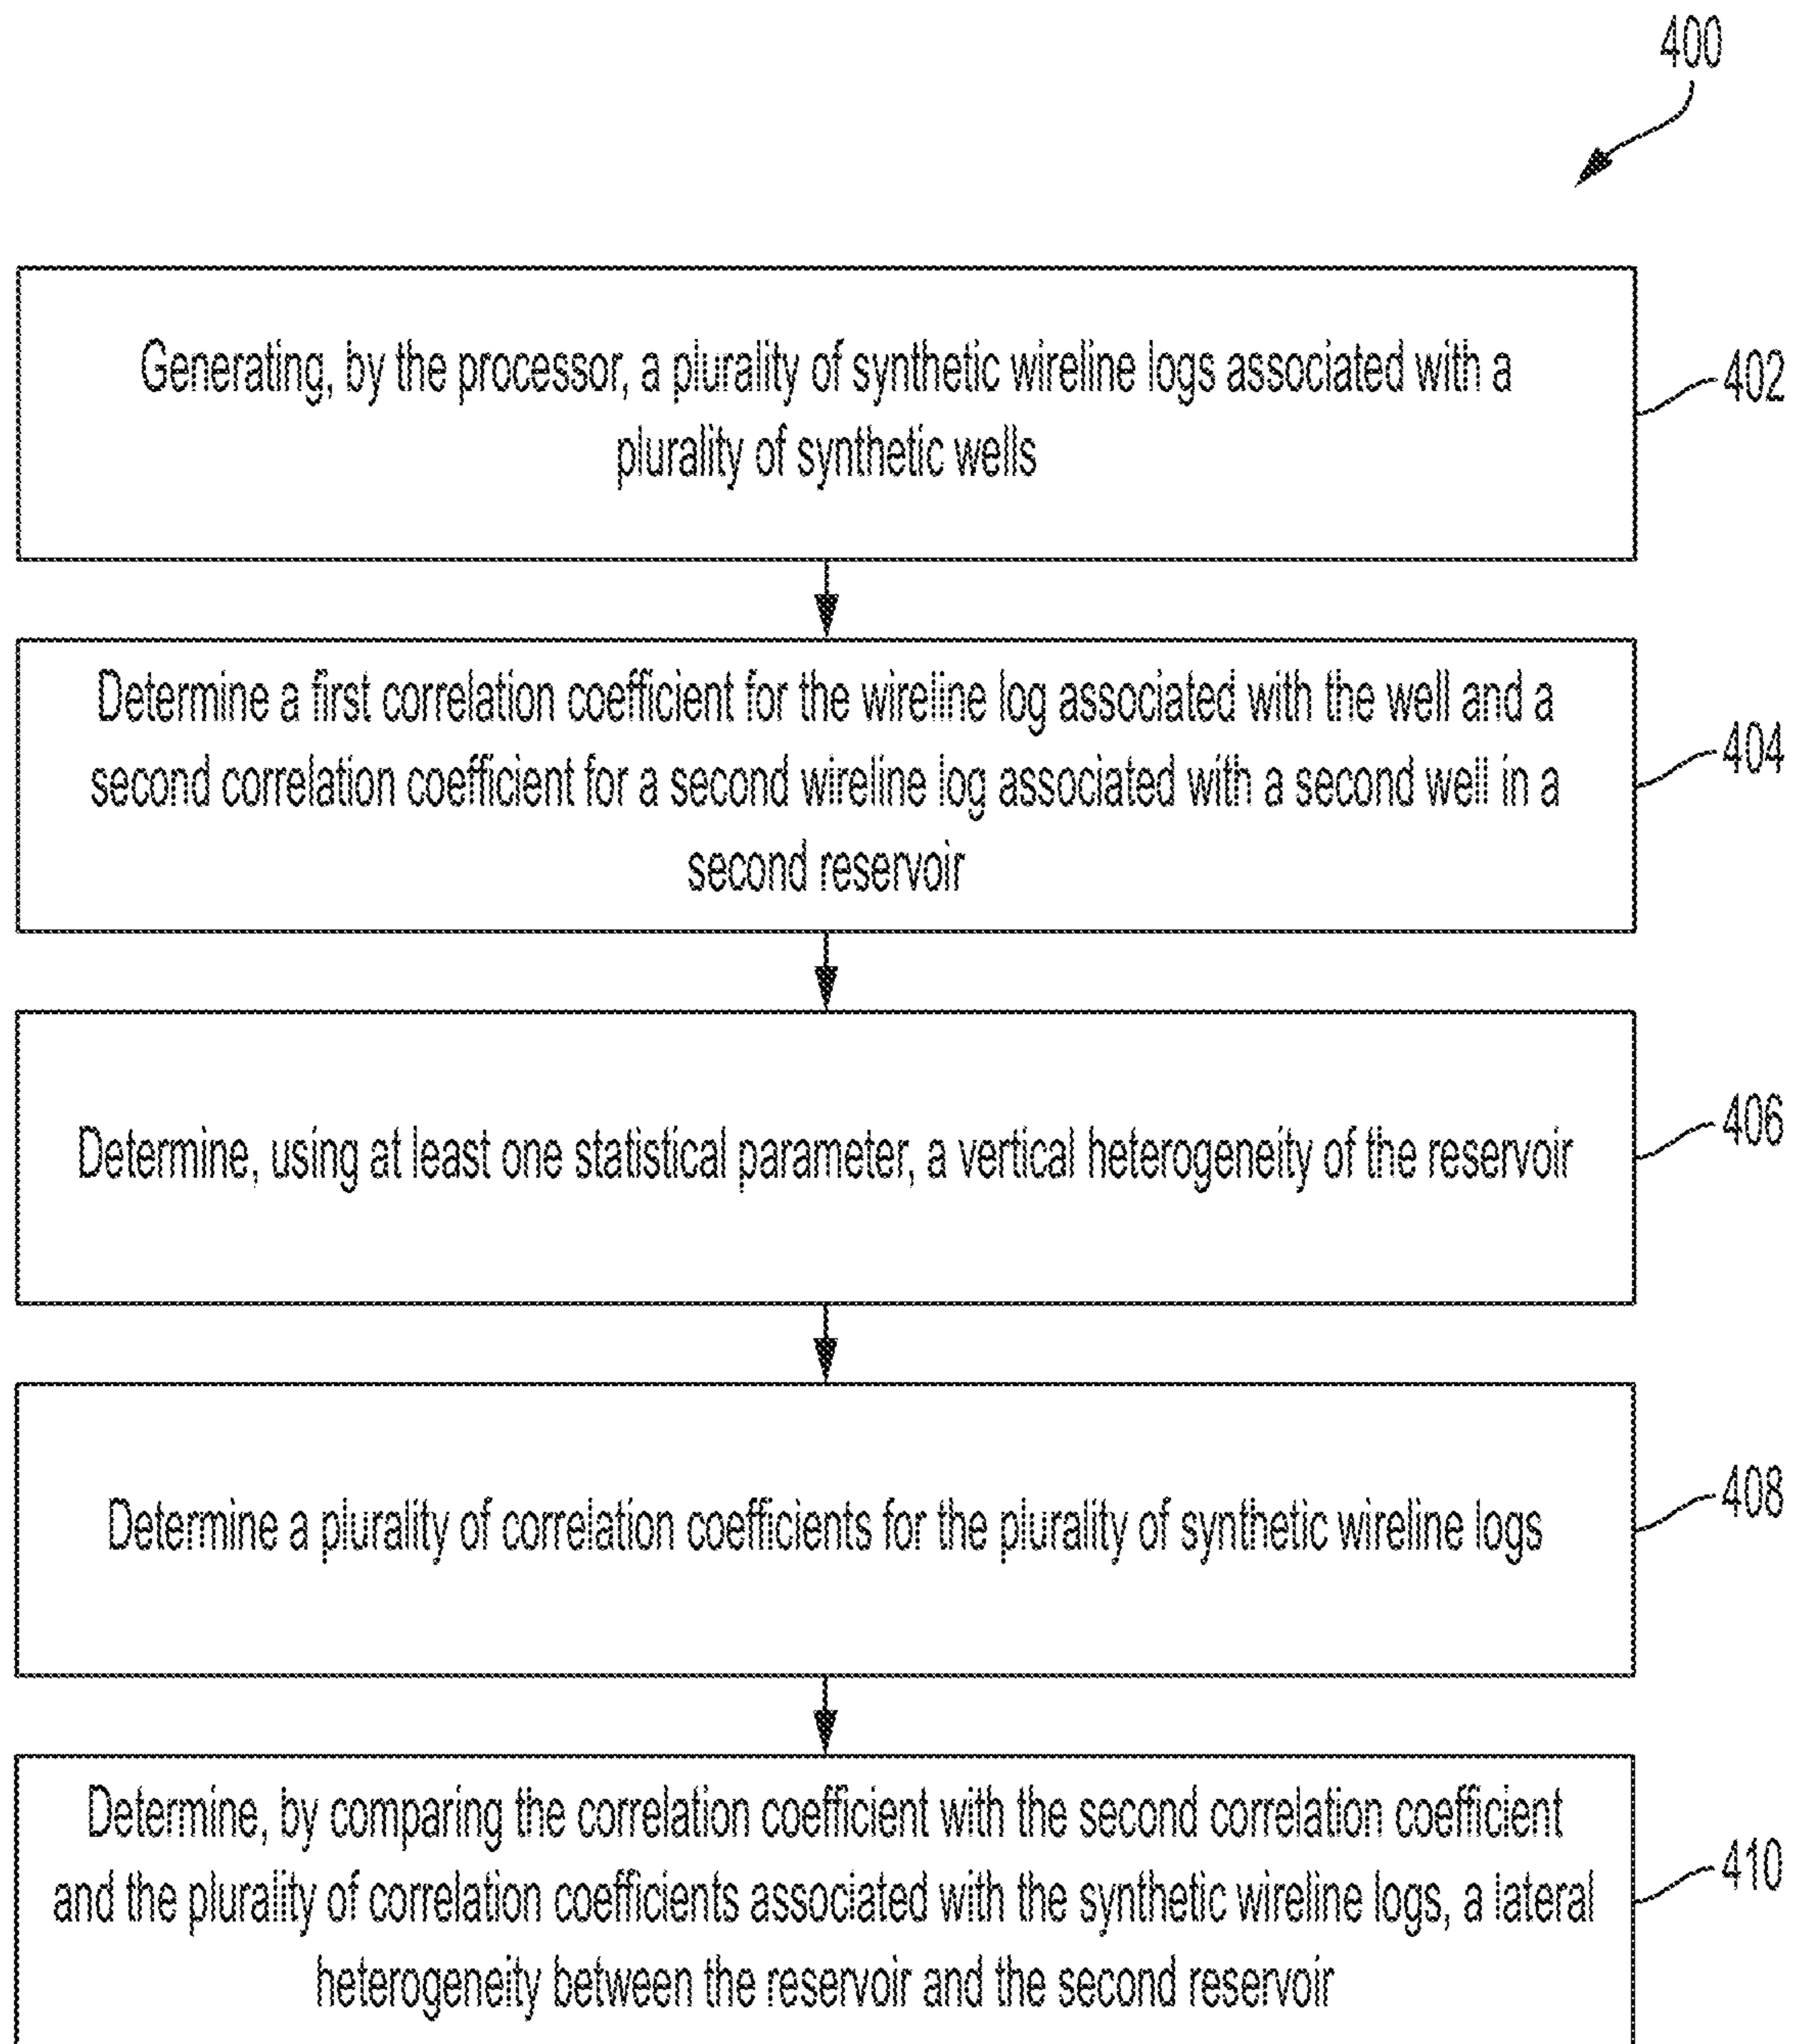 400
Generating, by the processor, a plurality of synthetic wireline logs associated with a
plurality of synthetic wells
402
Determine a first correlation coefficient for the wireline log associated with the well and a
second correlation coefficient for a second wireline log associated with a second well in a
second reservoir
404
Determine, using at least one statistical parameter, a vertical heterogeneity of the reservoir
406
Determine a plurality of correlation coefficients for the plurality of synthetic wireline logs
408
Determine, by comparing the correlation coefficient with the second correlation coefficient
and the plurality of correlation coefficients associated with the synthetic wireline logs, a lateral
heterogeneity between the reservoir and the second reservoir
410